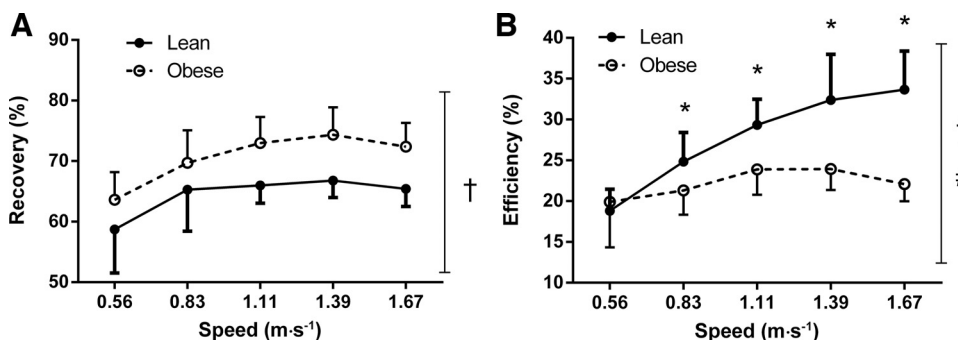 A
Lean
Obese
Recovery (%)
90
80
70
60
50
†
0.56 0.83 1.11 1.39 1.67
Speed (m·s⁻¹)
B
Lean
Obese
Efficiency (%)
40
35
30
25
20
15
10
* * * *
0.56 0.83 1.11 1.39 1.67
Speed (m·s⁻¹)